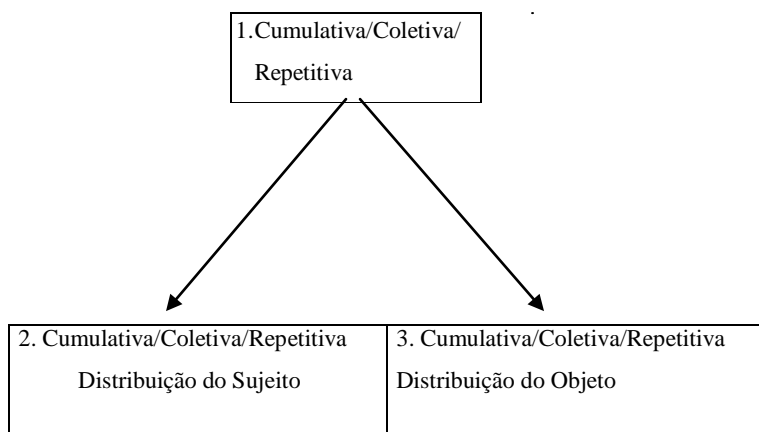 1.Cumulativa/Coletiva/
Repetitiva
2. Cumulativa/Coletiva/Repetitiva
Distribuição do Sujeito
3. Cumulativa/Coletiva/Repetitiva
Distribuição do Objeto